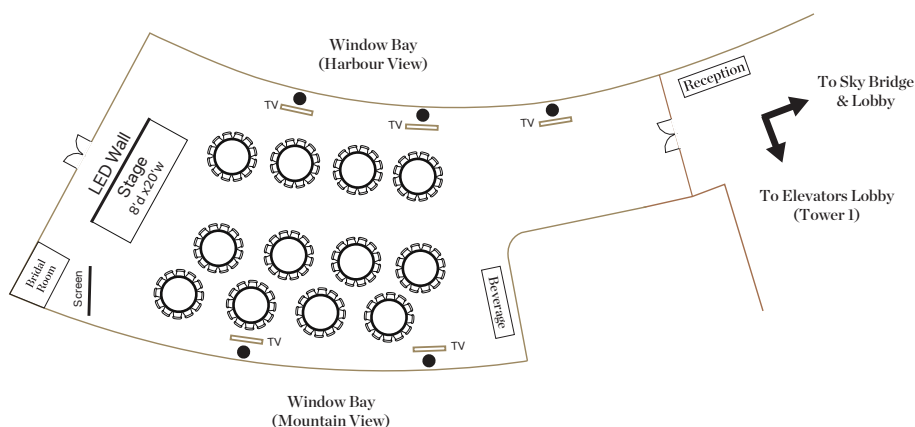 Window Bay
(Harbour View)
Reception
To Sky Bridge
& Lobby
TV
TV
TV
LED Wall
Stage
8'd x20'w
To Elevators Lobby
(Tower 1)
Bridal
Room
Screen
Beverage
TV
TV
Window Bay
(Mountain View)